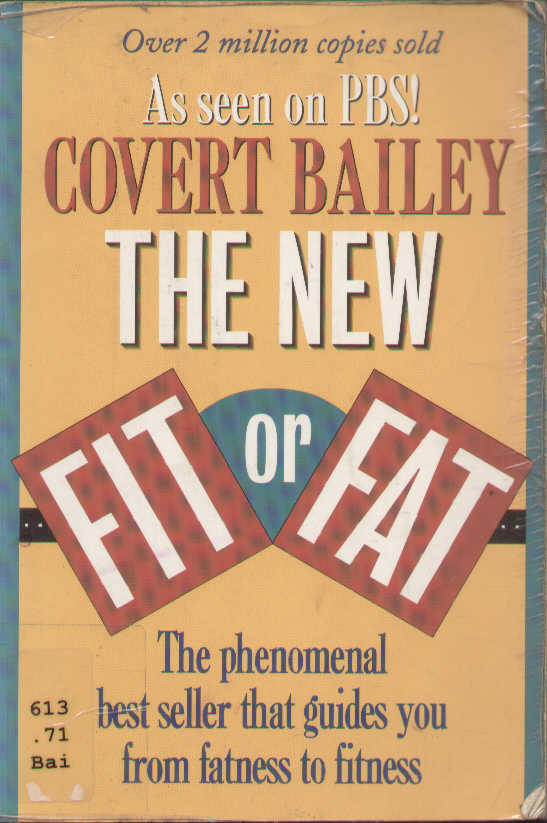 Over 2 million copies sold
As seen on PBS!
COVERT BAILEY
THE NEW
FIT or FAT
The phenomenal
best seller that guides you
from fatness to fitness
613
.71
Bai